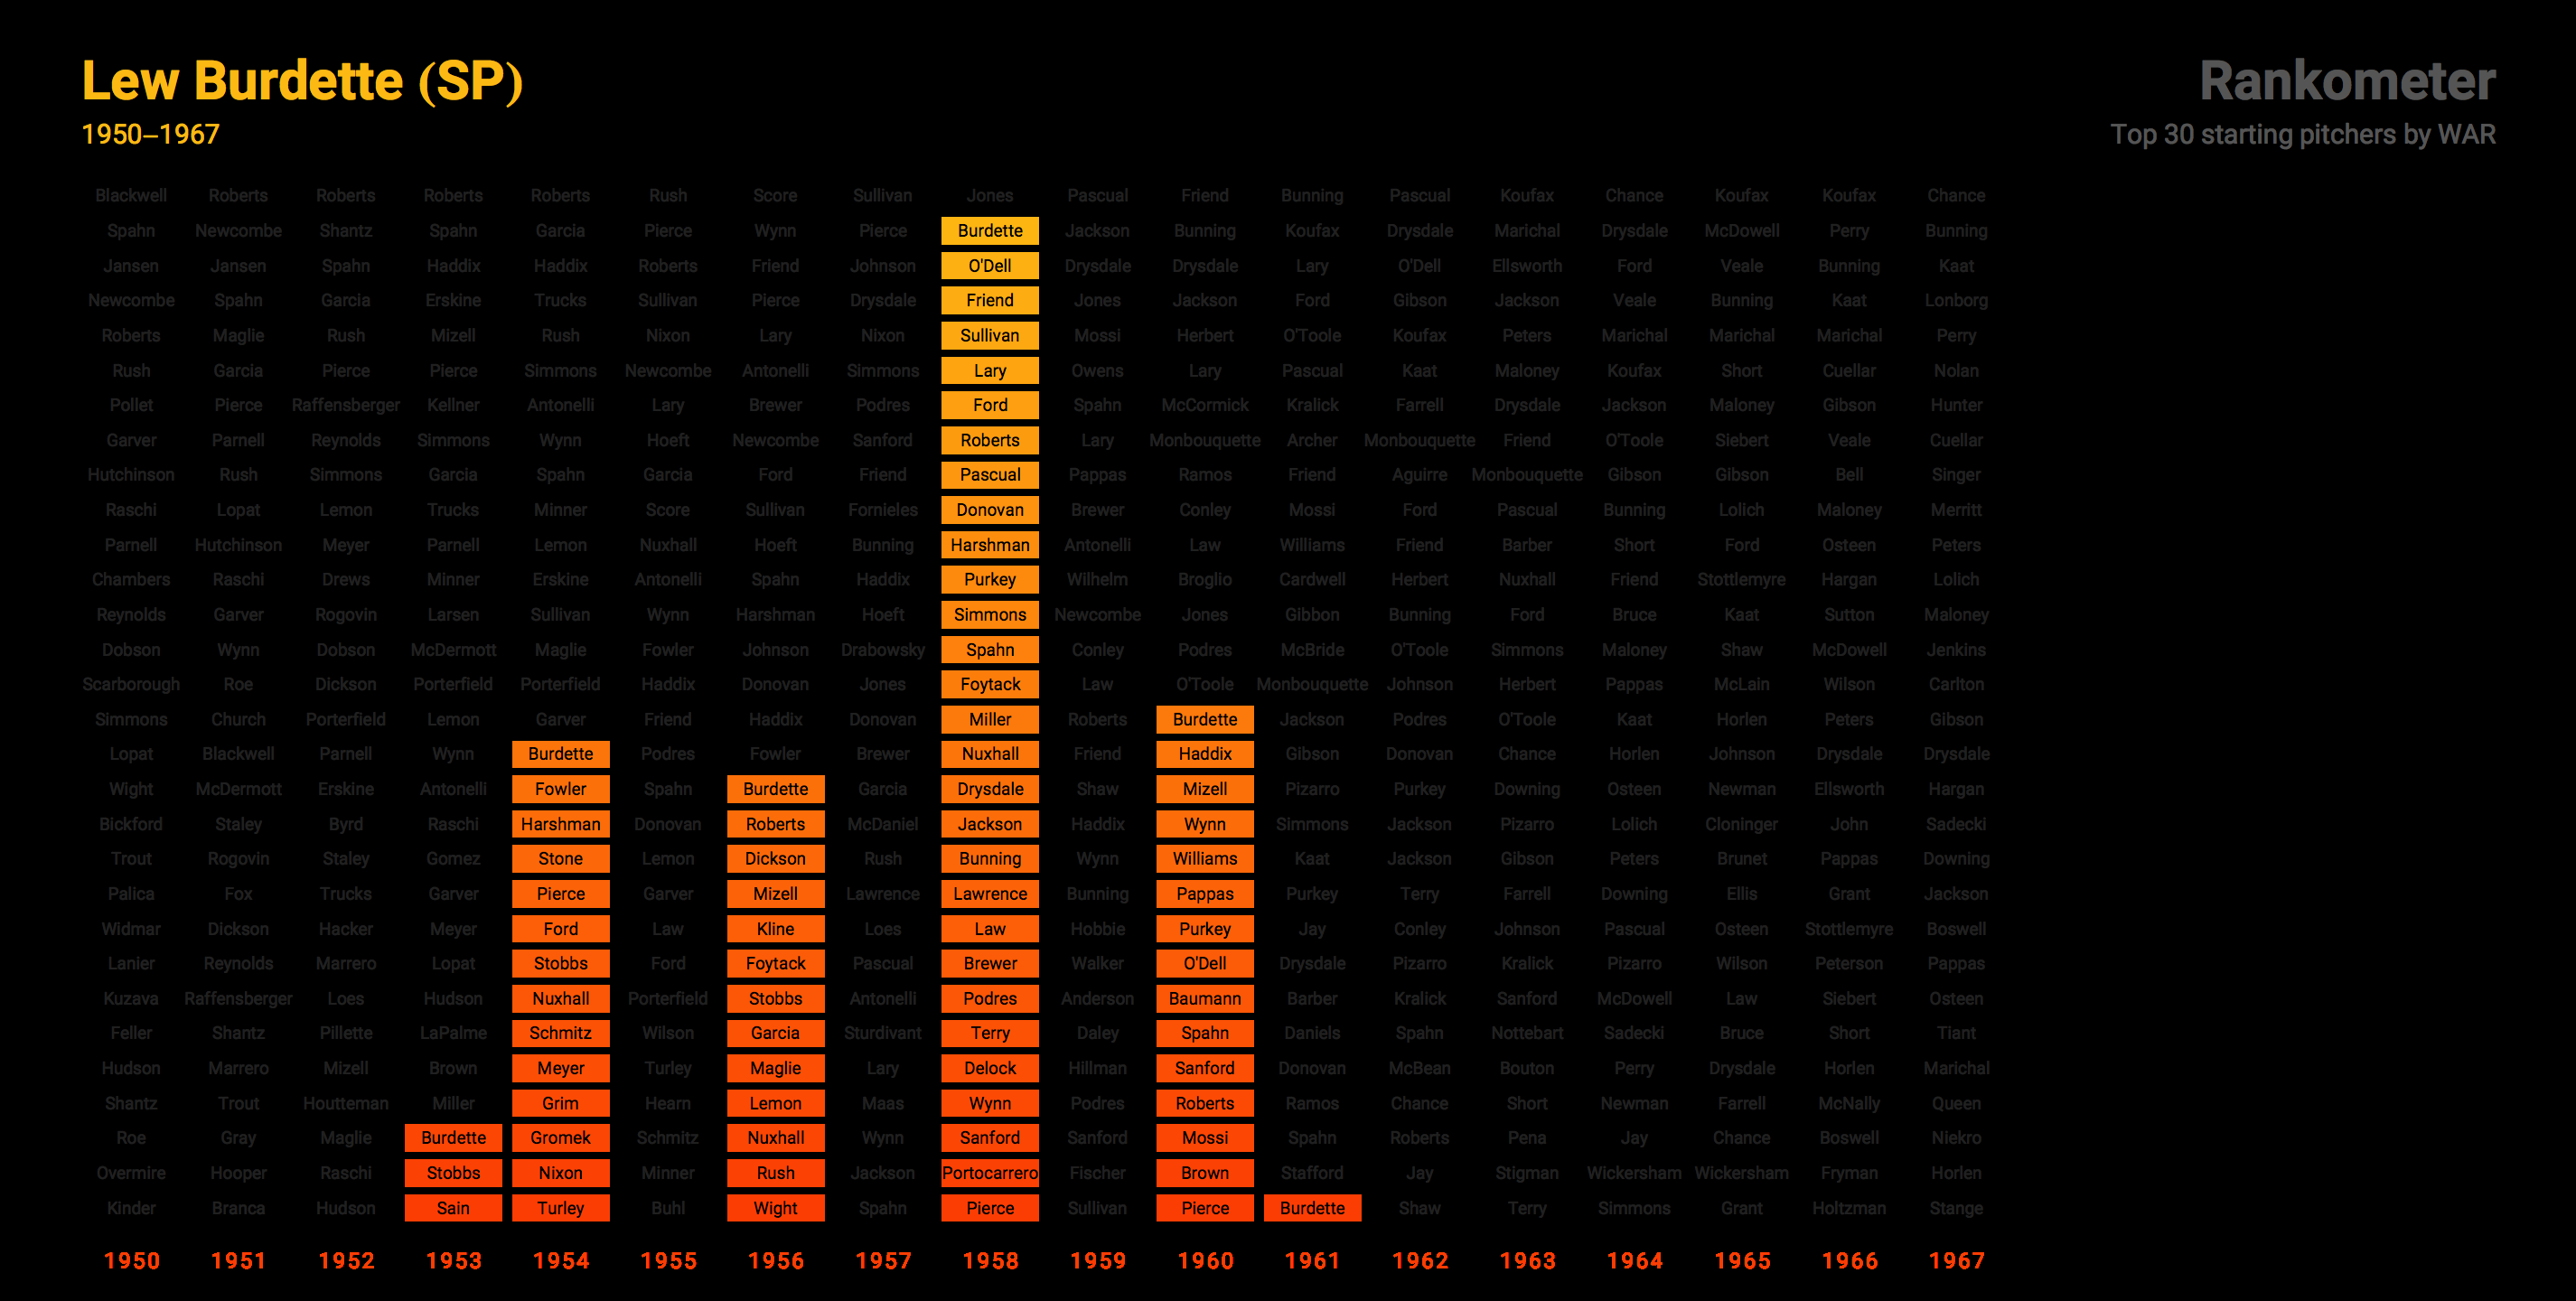 Lew Burdette (SP)
1950–1967
Rankometer
Top 30 starting pitchers by WAR
Blackwell Roberts Roberts Roberts Roberts Rush Score Sullivan Jones Pascual Friend Bunning Pascual Koufax Chance Koufax Koufax Chance
Spahn Newcombe Shantz Spahn Garcia Pierce Wynn Pierce Burdette Jackson Bunning Koufax Drysdale Marichal Drysdale McDowell Perry Bunning
Jansen Jansen Spahn Haddix Haddix Roberts Friend Johnson O'Dell Drysdale Drysdale Lary O'Dell Ellsworth Ford Veale Bunning Kaat
Newcombe Spahn Garcia Erskine Trucks Sullivan Pierce Drysdale Friend Jones Jackson Ford Gibson Jackson Veale Bunning Kaat Lonborg
Roberts Maglie Rush Mizell Rush Nixon Lary Nixon Sullivan Mossi Herbert O'Toole Koufax Peters Marichal Marichal Marichal Perry
Rush Garcia Pierce Pierce Simmons Newcombe Antonelli Simmons Lary Owens Lary Pascual Kaat Maloney Koufax Short Cuellar Nolan
Pollet Pierce Raffensberger Kellner Antonelli Lary Brewer Podres Ford Spahn McCormick Kralick Farrell Drysdale Jackson Maloney Gibson Hunter
Garver Parnell Reynolds Simmons Wynn Hoeft Newcombe Sanford Roberts Lary Monbouquette Archer Monbouquette Friend O'Toole Siebert Veale Cuellar
Hutchinson Rush Simmons Garcia Spahn Garcia Ford Friend Pascual Pappas Ramos Friend Aguirre Monbouquette Gibson Gibson Bell Singer
Raschi Lopat Lemon Trucks Minner Score Sullivan Fornieles Donovan Brewer Conley Mossi Ford Pascual Bunning Lolich Maloney Merritt
Parnell Hutchinson Meyer Parnell Lemon Nuxhall Hoeft Bunning Harshman Antonelli Law Williams Friend Barber Short Ford Osteen Peters
Chambers Raschi Drews Minner Erskine Antonelli Spahn Haddix Purkey Wilhelm Broglio Cardwell Herbert Nuxhall Friend Stottlemyre Hargan Lolich
Reynolds Garver Rogovin Larsen Sullivan Wynn Harshman Hoeft Simmons Newcombe Jones Gibbon Bunning Ford Bruce Kaat Sutton Maloney
Dobson Wynn Dobson McDermott Maglie Fowler Johnson Drabowsky Spahn Conley Podres McBride O'Toole Simmons Maloney Shaw McDowell Jenkins
Scarborough Roe Dickson Porterfield Porterfield Haddix Donovan Jones Foytack Law O'Toole Monbouquette Johnson Herbert Pappas McLain Wilson Carlton
Simmons Church Porterfield Lemon Garver Friend Haddix Donovan Miller Roberts Burdette Jackson Podres O'Toole Kaat Horlen Peters Gibson
Lopat Blackwell Parnell Wynn Burdette Podres Fowler Brewer Nuxhall Friend Haddix Gibson Donovan Chance Horlen Johnson Drysdale Drysdale
Wight McDermott Erskine Antonelli Fowler Spahn Burdette Garcia Drysdale Shaw Mizell Pizarro Purkey Downing Osteen Newman Ellsworth Hargan
Bickford Staley Byrd Raschi Harshman Donovan Roberts McDaniel Jackson Haddix Wynn Simmons Jackson Pizarro Lolich Cloninger John Sadecki
Trout Rogovin Staley Gomez Stone Lemon Dickson Rush Bunning Wynn Williams Kaat Jackson Gibson Peters Brunet Pappas Downing
Palica Fox Trucks Garver Pierce Garver Mizell Lawrence Lawrence Bunning Pappas Purkey Terry Farrell Downing Ellis Grant Jackson
Widmar Dickson Hacker Meyer Ford Law Kline Loes Law Hobbie Purkey Jay Conley Johnson Pascual Osteen Stottlemyre Boswell
Lanier Reynolds Marrero Lopat Stobbs Ford Foytack Pascual Brewer Walker O'Dell Drysdale Pizarro Kralick Pizarro Wilson Peterson Pappas
Kuzava Raffensberger Loes Hudson Nuxhall Porterfield Stobbs Antonelli Podres Anderson Baumann Barber Kralick Sanford McDowell Law Siebert Osteen
Feller Shantz Pillette LaPalme Schmitz Wilson Garcia Sturdivant Terry Daley Spahn Daniels Spahn Nottebart Sadecki Bruce Short Tiant
Hudson Marrero Mizell Brown Meyer Turley Maglie Lary Delock Hillman Sanford Donovan McBean Bouton Perry Drysdale Horlen Marichal
Shantz Trout Houtteman Miller Grim Hearn Lemon Maas Wynn Podres Roberts Ramos Chance Short Newman Farrell McNally Queen
Roe Gray Maglie Burdette Gromek Schmitz Nuxhall Wynn Sanford Sanford Mossi Spahn Roberts Pena Jay Chance Boswell Niekro
Overmire Hooper Raschi Stobbs Nixon Minner Rush Jackson Portocarrero Fischer Brown Stafford Jay Stigman Wickersham Wickersham Fryman Horlen
Kinder Branca Hudson Sain Turley Buhl Wight Spahn Pierce Sullivan Pierce Burdette Shaw Terry Simmons Grant Holtzman Stange
1950 1951 1952 1953 1954 1955 1956 1957 1958 1959 1960 1961 1962 1963 1964 1965 1966 1967